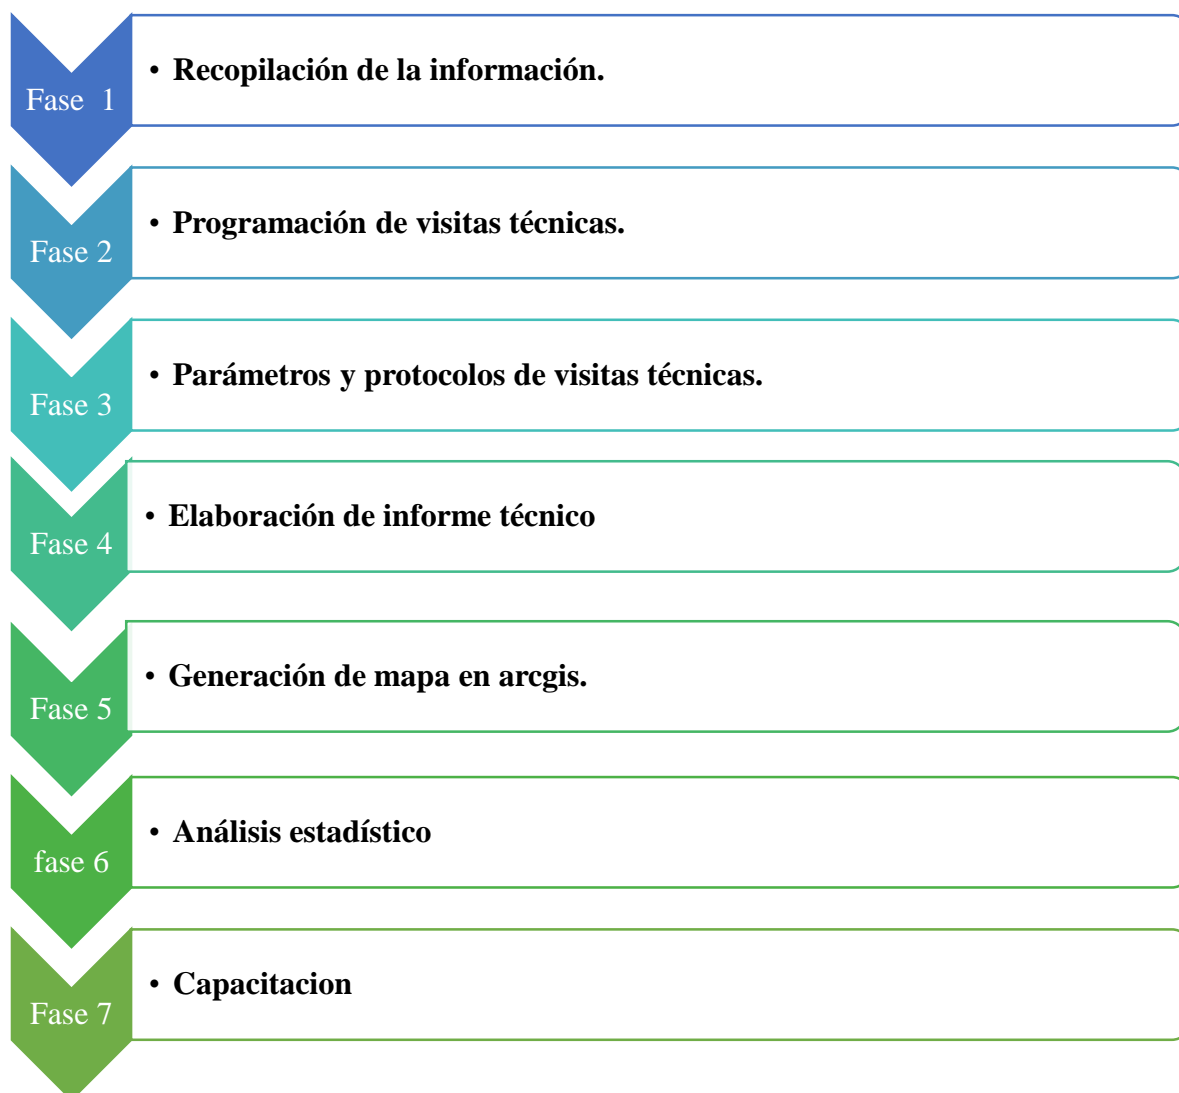 Fase 1
• Recopilación de la información.
Fase 2
• Programación de visitas técnicas.
Fase 3
• Parámetros y protocolos de visitas técnicas.
Fase 4
• Elaboración de informe técnico
Fase 5
• Generación de mapa en arcgis.
fase 6
• Análisis estadístico
Fase 7
• Capacitacion